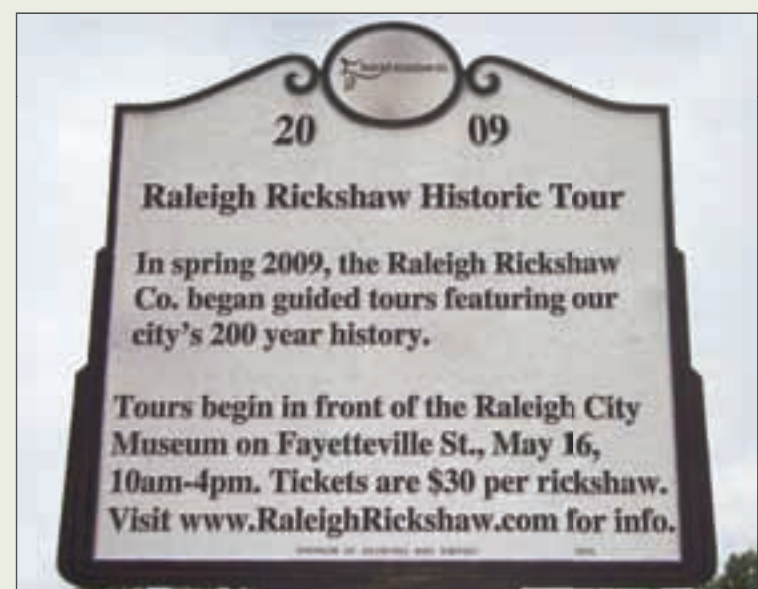 20 09
Raleigh Rickshaw Historic Tour
In spring 2009, the Raleigh Rickshaw
Co. began guided tours featuring our
city's 200 year history.
Tours begin in front of the Raleigh City
Museum on Fayetteville St., May 16,
10am-4pm. Tickets are $30 per rickshaw.
Visit www.RaleighRickshaw.com for info.